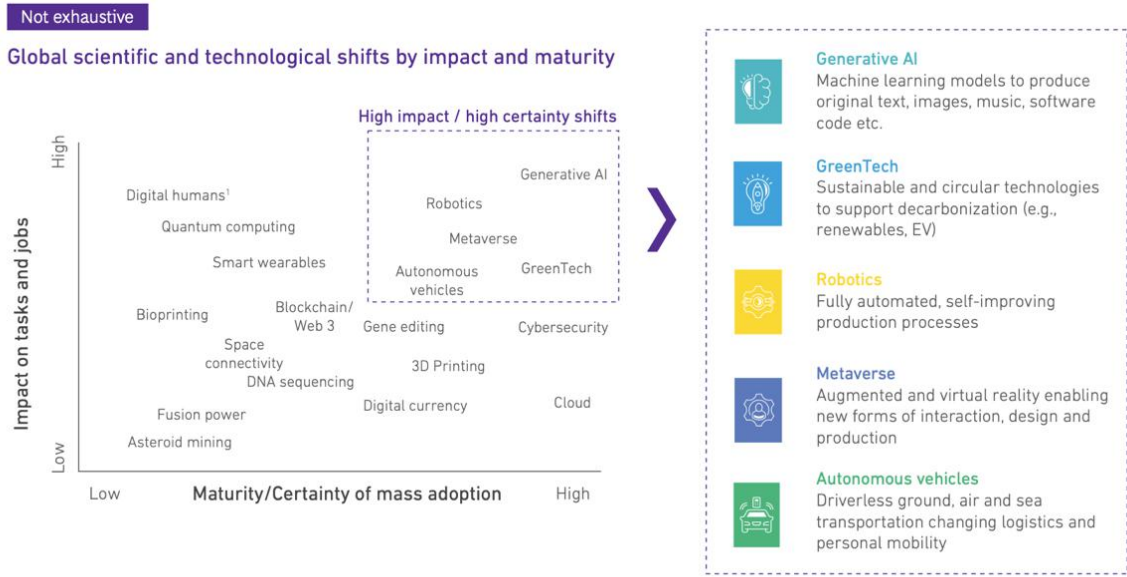 Not exhaustive
Global scientific and technological shifts by impact and maturity
High impact / high certainty shifts
High
Generative AI
Digital humans¹
Robotics
Quantum computing
Metaverse
Smart wearables
Autonomous
vehicles
GreenTech
Bioprinting
Blockchain/
Web 3
Gene editing
Cybersecurity
Space
connectivity
3D Printing
DNA sequencing
Digital currency
Cloud
Fusion power
Asteroid mining
Low
Impact on tasks and jobs
Low
Maturity/Certainty of mass adoption
High
Generative AI
Machine learning models to produce
original text, images, music, software
code etc.
GreenTech
Sustainable and circular technologies
to support decarbonization (e.g.,
renewables, EV)
Robotics
Fully automated, self-improving
production processes
Metaverse
Augmented and virtual reality enabling
new forms of interaction, design and
production
Autonomous vehicles
Driverless ground, air and sea
transportation changing logistics and
personal mobility